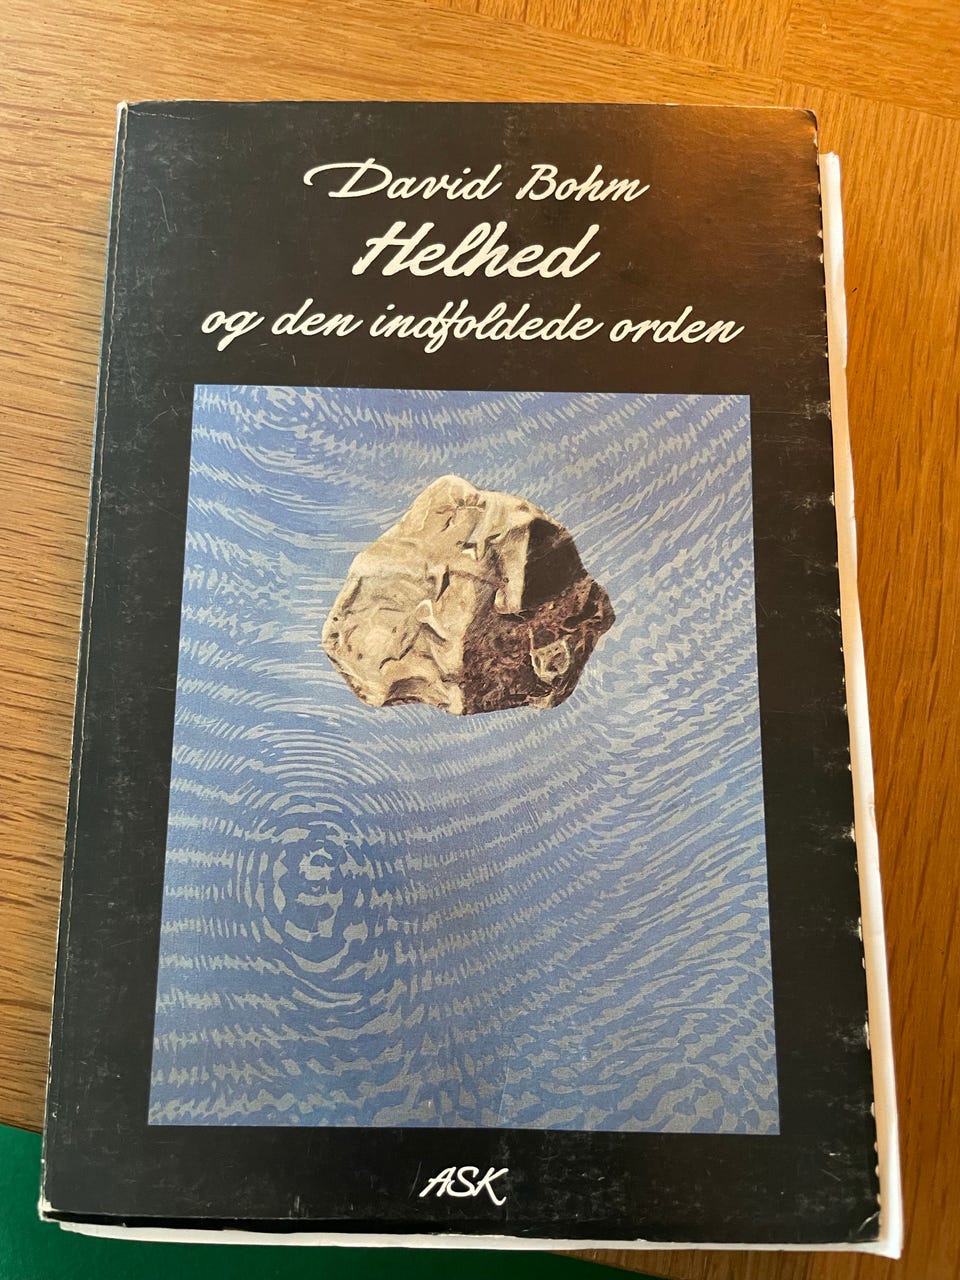 David Bohm
Helhed
og den indfoldede orden
ASK